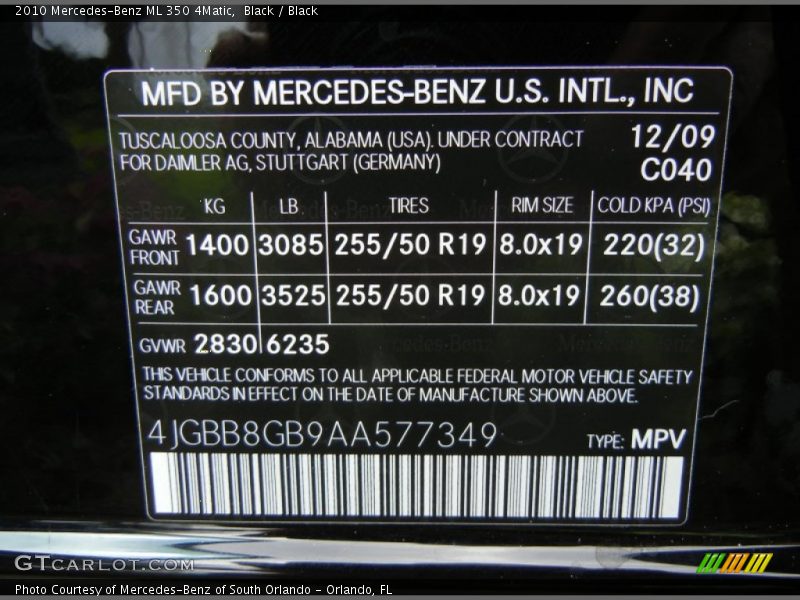 2010 Mercedes-Benz ML 350 4Matic,  Black / Black
MFD BY MERCEDES-BENZ U.S. INTL., INC
TUSCALOOSA COUNTY, ALABAMA (USA). UNDER CONTRACT 12/09
FOR DAIMLER AG, STUTTGART (GERMANY) C040
KG LB TIRES RIM SIZE COLD KPA (PSI)
GAWR FRONT 1400 3085 255/50 R19 8.0x19 220(32)
GAWR REAR 1600 3525 255/50 R19 8.0x19 260(38)
GVWR 2830 6235
THIS VEHICLE CONFORMS TO ALL APPLICABLE FEDERAL MOTOR VEHICLE SAFETY
STANDARDS IN EFFECT ON THE DATE OF MANUFACTURE SHOWN ABOVE.
4JGBB8GB9AA577349 TYPE: MPV
GTCARLOT.COM
Photo Courtesy of Mercedes-Benz of South Orlando - Orlando, FL